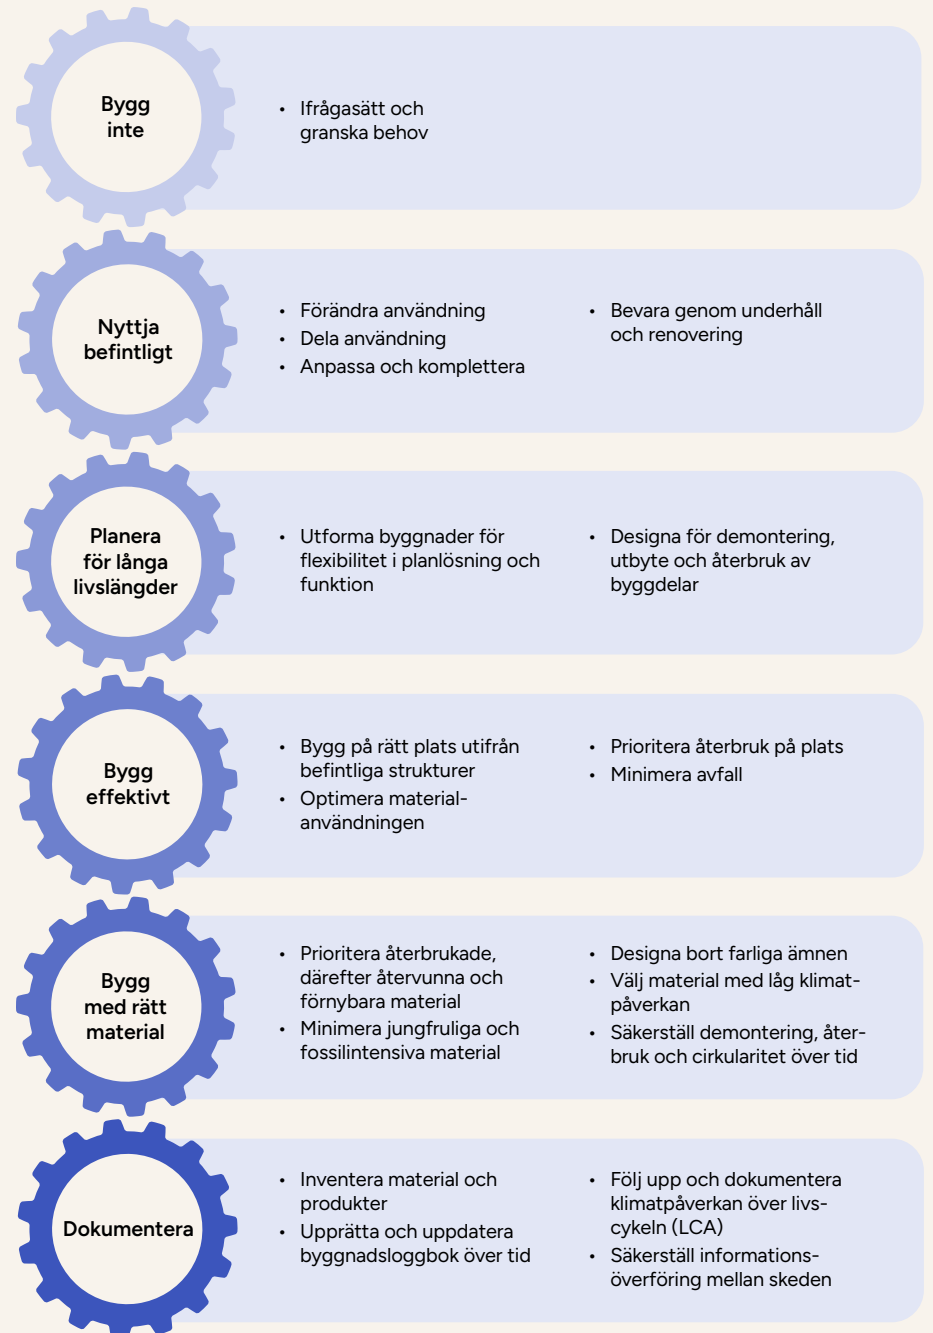 Bygg
inte
• Ifrågasätt och
granska behov
Nyttja
befintligt
• Förändra användning
• Dela användning
• Anpassa och komplettera
• Bevara genom underhåll
och renovering
Planera
för långa
livslängder
• Utforma byggnader för
flexibilitet i planlösning och
funktion
• Designa för demontering,
utbyte och återbruk av
byggdelar
Bygg
effektivt
• Bygg på rätt plats utifrån
befintliga strukturer
• Optimera material-
användningen
• Prioritera återbruk på plats
• Minimera avfall
Bygg
med rätt
material
• Prioritera återbrukade,
därefter återvunna och
förnybara material
• Minimera jungfruliga och
fossilintensiva material
• Designa bort farliga ämnen
• Välj material med låg klimat-
påverkan
• Säkerställ demontering, åter-
bruk och cirkularitet över tid
Dokumentera
• Inventera material och
produkter
• Upprätta och uppdatera
byggnadsloggbok över tid
• Följ upp och dokumentera
klimatpåverkan över livs-
cykeln (LCA)
• Säkerställ informations-
överföring mellan skeden